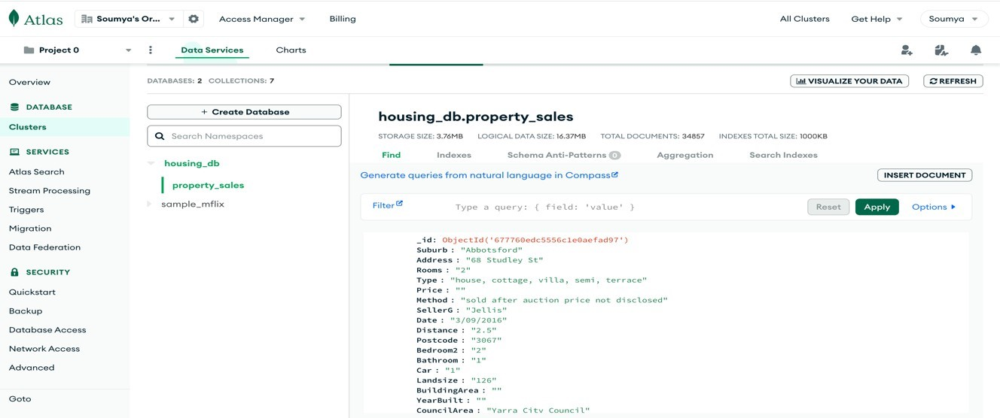 Atlas Soumya's Or... Access Manager Billing All Clusters Get Help Soumya
Project 0 Data Services Charts
Overview
DATABASE
Clusters
SERVICES
Atlas Search
Stream Processing
Triggers
Migration
Data Federation
SECURITY
Quickstart
Backup
Database Access
Network Access
Advanced
Goto
DATABASES: 2 COLLECTIONS: 7
VISUALIZE YOUR DATA REFRESH
+ Create Database
Search Namespaces
housing_db
property_sales
sample_mflix
housing_db.property_sales
STORAGE SIZE: 3.76MB LOGICAL DATA SIZE: 16.37MB TOTAL DOCUMENTS: 34857 INDEXES TOTAL SIZE: 1000KB
Find Indexes Schema Anti-Patterns 0 Aggregation Search Indexes
Generate queries from natural language in Compass INSERT DOCUMENT
Filter Type a query: { field: 'value' } Reset Apply Options
_id: ObjectId('677760edc5556c1e0aefad97')
Suburb : "Abbotsford"
Address : "68 Studley St"
Rooms : "2"
Type : "house, cottage, villa, semi, terrace"
Price : ""
Method : "sold after auction price not disclosed"
SellerG : "Jellis"
Date : "3/09/2016"
Distance : "2.5"
Postcode : "3067"
Bedroom2 : "2"
Bathroom : "1"
Car : "1"
Landsize : "126"
BuildingArea : ""
YearBuilt : ""
CouncilArea : "Yarra City Council"